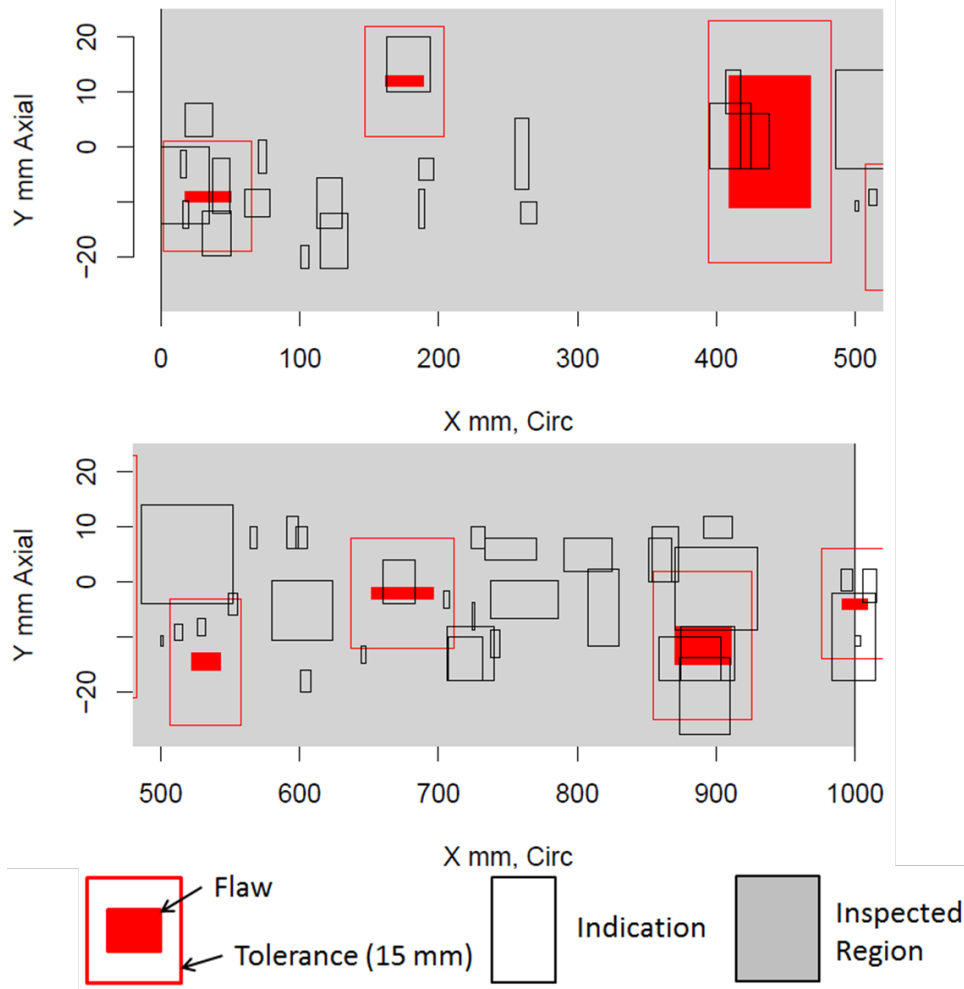 20
10
0
−20
Y mm Axial
0
100
200
300
400
500
X mm, Circ
20
10
0
−20
Y mm Axial
500
600
700
800
900
1000
X mm, Circ
Flaw
Tolerance (15 mm)
Indication
Inspected
Region